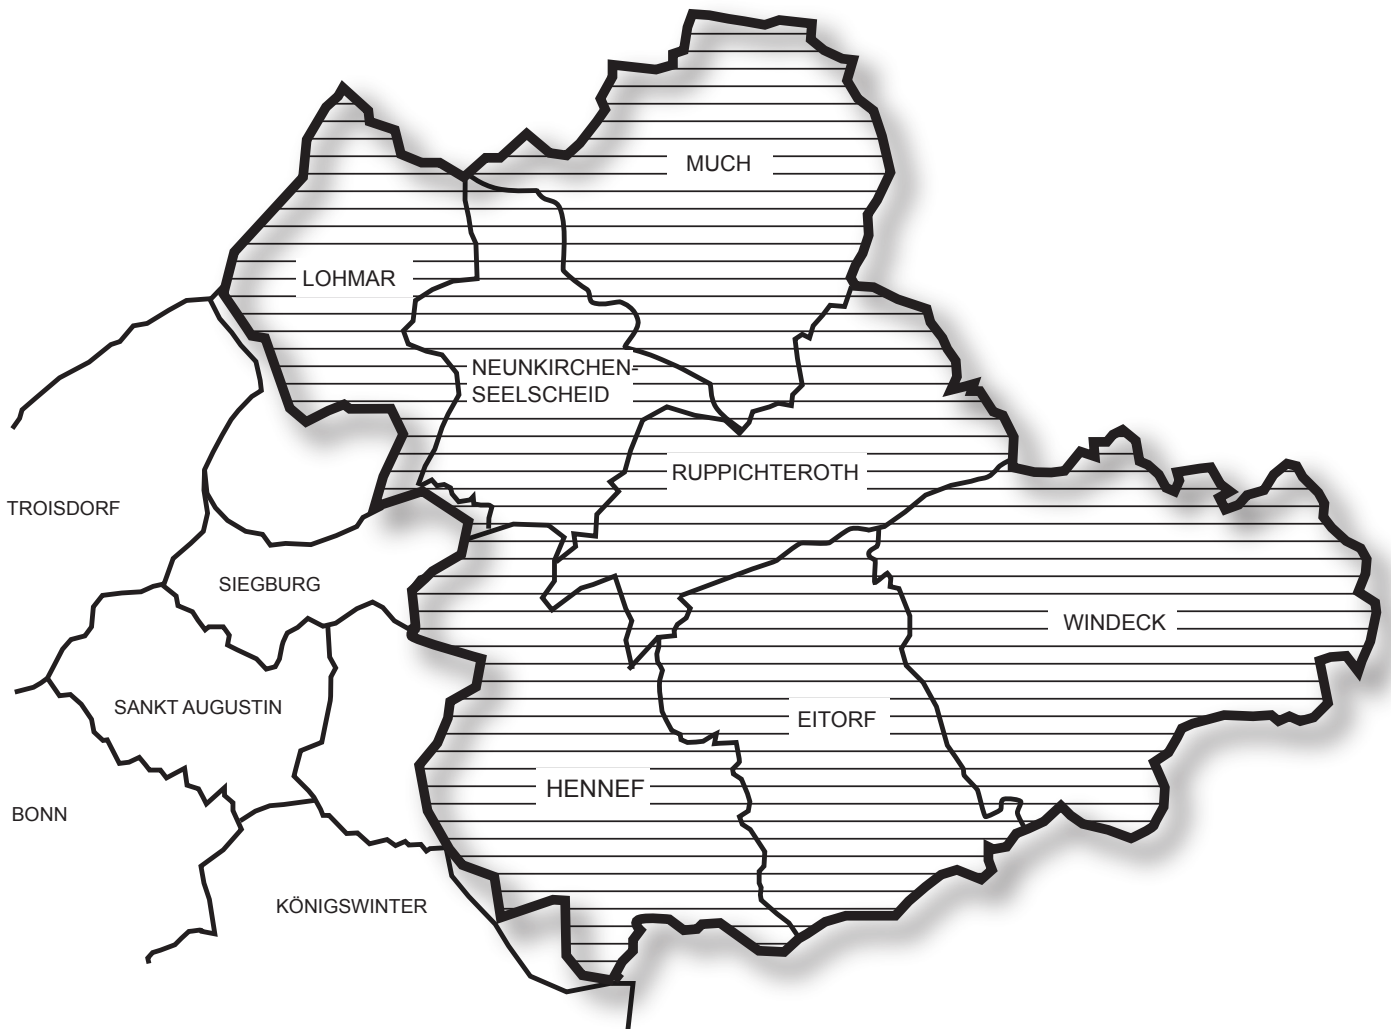 MUCH
LOHMAR
NEUNKIRCHEN-
SEELSCHEID
RUPPICHTEROTH
TROISDORF
SIEGBURG
WINDECK
SANKT AUGUSTIN
EITORF
HENNEF
BONN
KÖNIGSWINTER